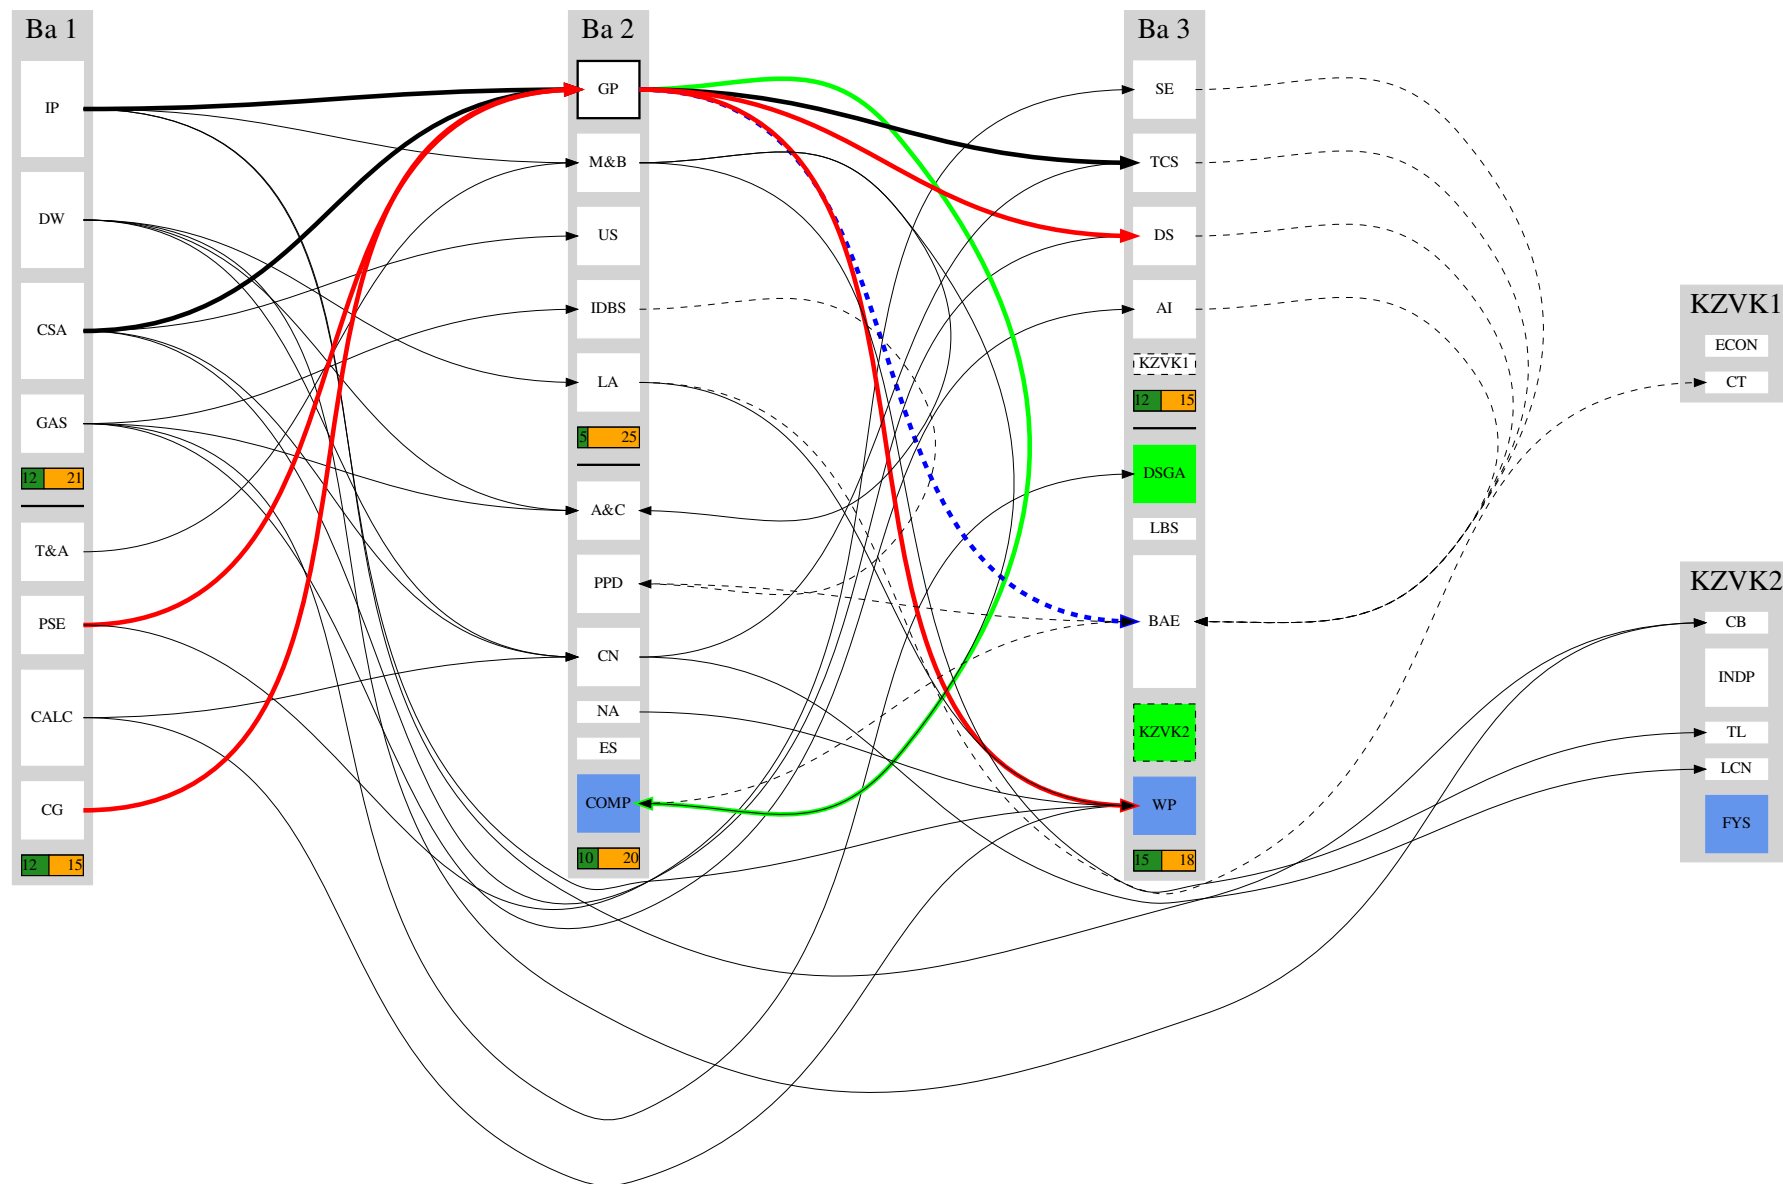 Ba 1
IP
DW
CSA
GAS
12 21
T&A
PSE
CALC
CG
12 15
Ba 2
GP
M&B
US
IDBS
LA
5 25
A&C
PPD
CN
NA
ES
COMP
10 20
Ba 3
SE
TCS
DS
AI
KZVK1
12 15
DSGA
LBS
BAE
KZVK2
WP
15 18
KZVK1
ECON
CT
KZVK2
CB
INDP
TL
LCN
FYS